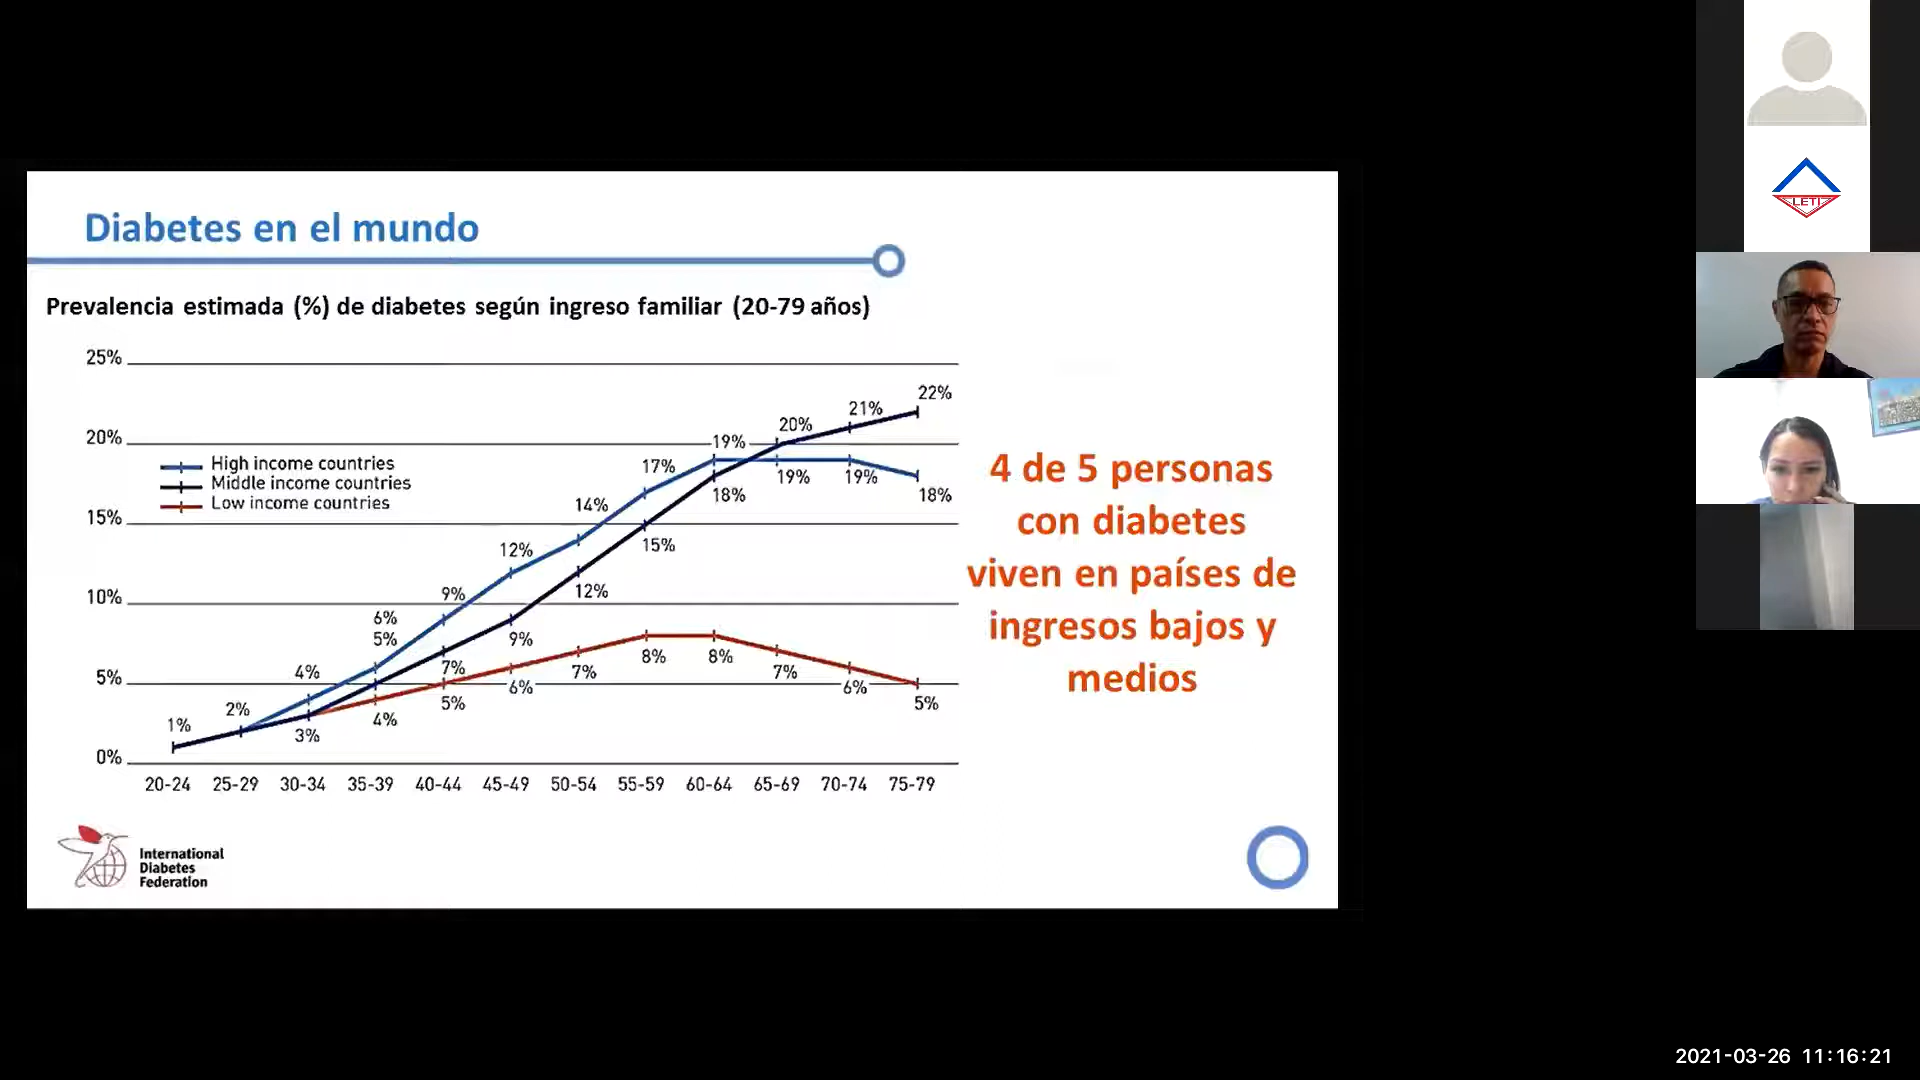 Diabetes en el mundo
Prevalencia estimada (%) de diabetes según ingreso familiar (20-79 años)
25%
20%
15%
10%
5%
0%
High income countries
Middle income countries
Low income countries
1%
2%
4%
3%
6%
5%
4%
9%
7%
5%
12%
9%
6%
14%
12%
7%
17%
15%
8%
19%
18%
8%
20%
19%
7%
21%
19%
6%
22%
18%
5%
20-24 25-29 30-34 35-39 40-44 45-49 50-54 55-59 60-64 65-69 70-74 75-79
4 de 5 personas
con diabetes
viven en países de
ingresos bajos y
medios
International
Diabetes
Federation
LETI
2021-03-26 11:16:21